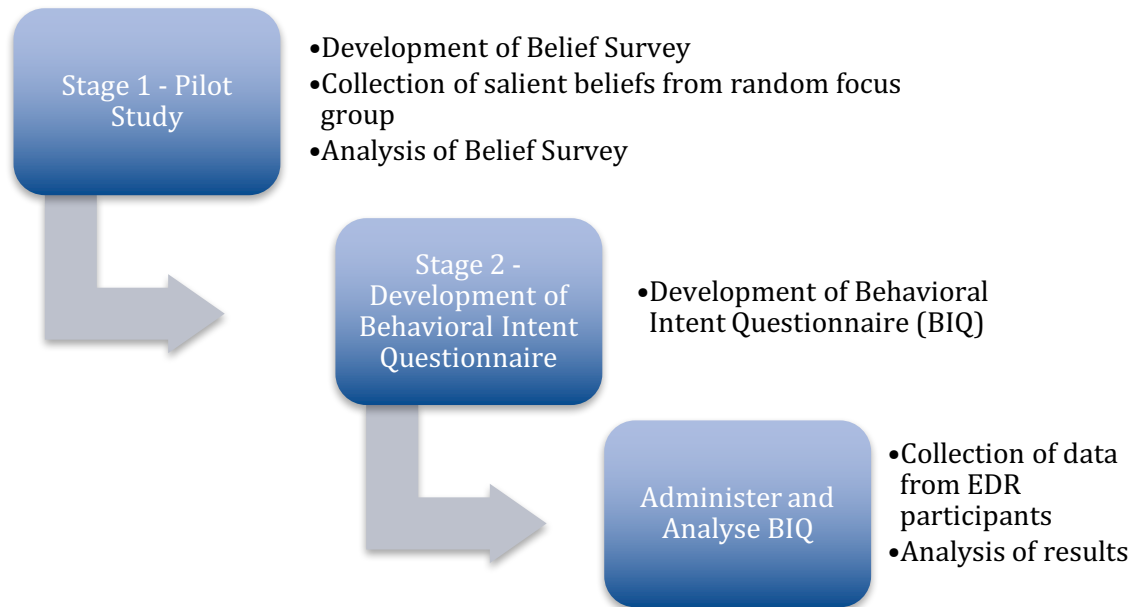 Stage 1 - Pilot
Study
•Development of Belief Survey
•Collection of salient beliefs from random focus
group
•Analysis of Belief Survey
Stage 2 -
Development of
Behavioral Intent
Questionnaire
•Development of Behavioral
Intent Questionnaire (BIQ)
Administer and
Analyse BIQ
•Collection of data
from EDR
participants
•Analysis of results